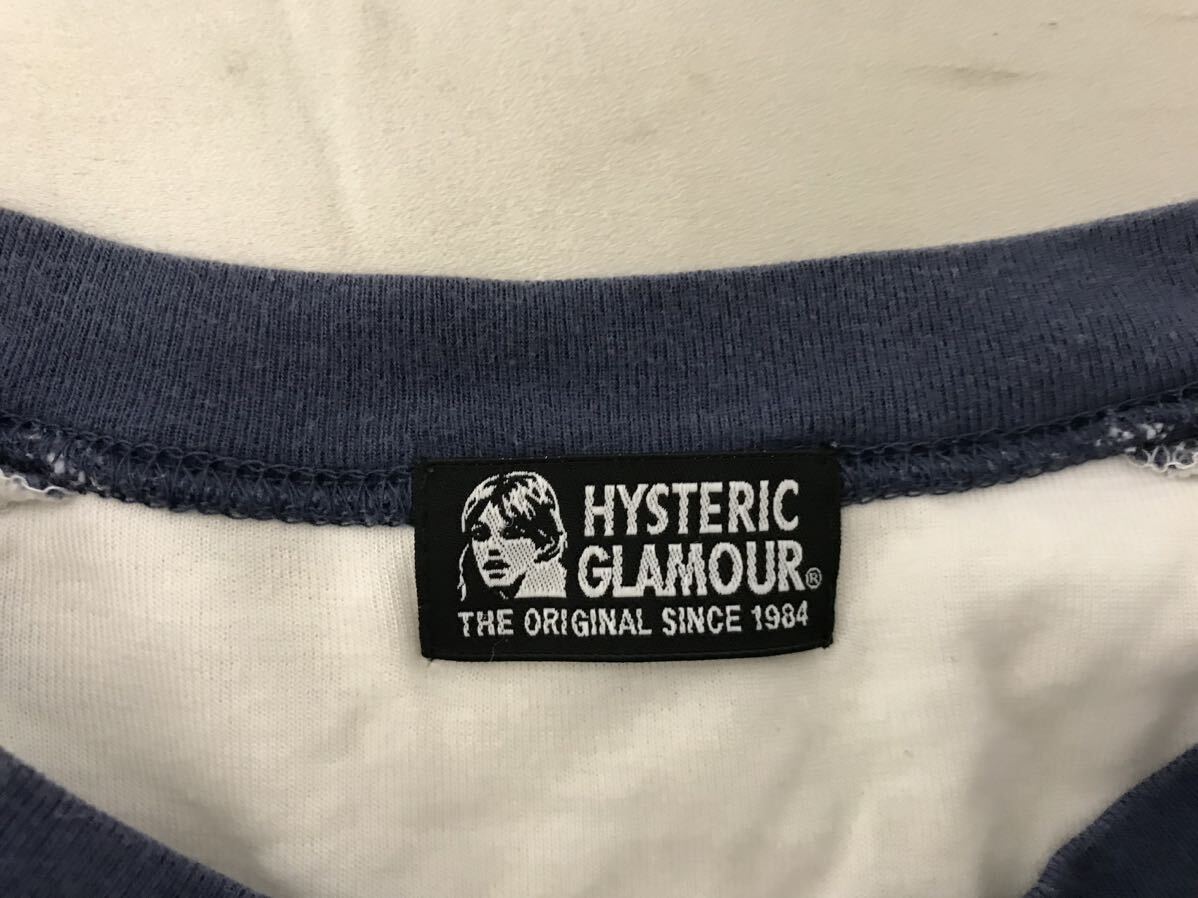 HYSTERIC
GLAMOUR®
THE ORIGINAL SINCE 1984